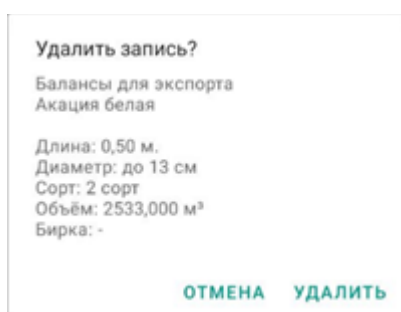 Удалить запись?
Балансы для экспорта
Акация белая
Длина: 0,50 м.
Диаметр: до 13 см
Сорт: 2 сорт
Объём: 2533,000 м³
Бирка: -
ОТМЕНА УДАЛИТЬ